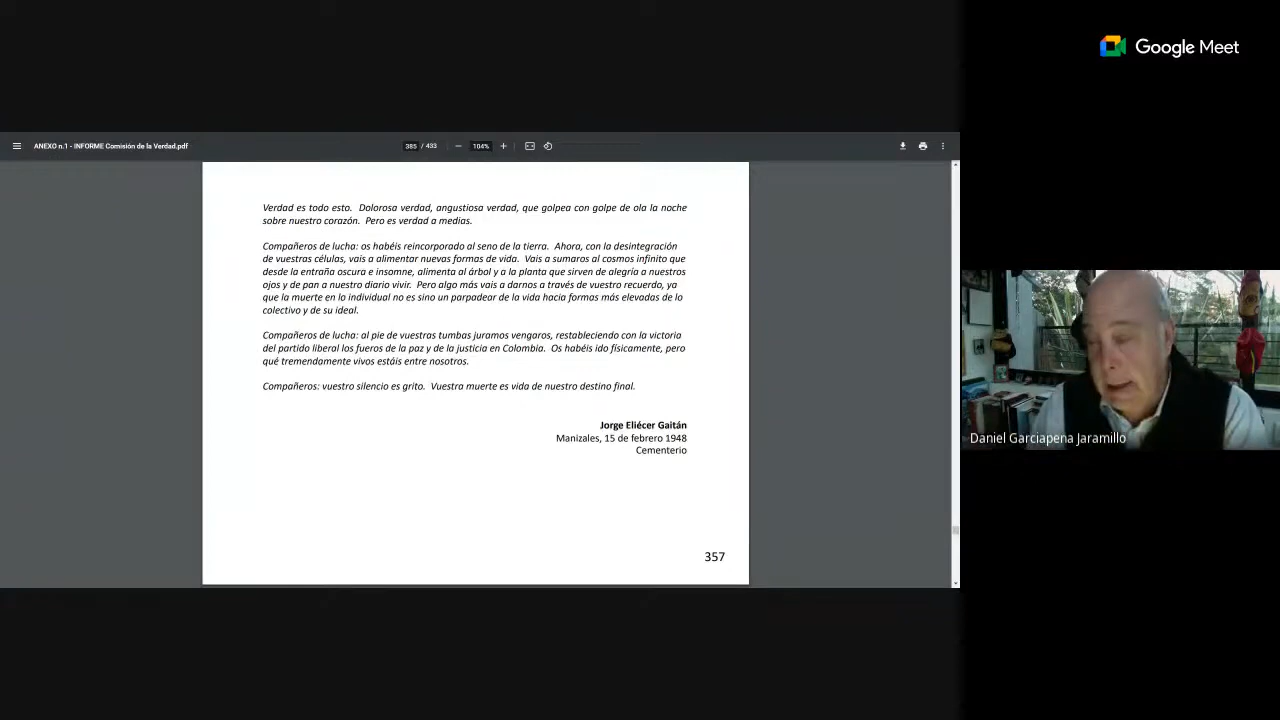 Google Meet
ANEXO n.1 - INFORME Comisión de la Verdad.pdf
385 / 433
104%
Verdad es todo esto. Dolorosa verdad, angustiosa verdad, que golpea con golpe de ola la noche
sobre nuestro corazón. Pero es verdad a medias.
Compañeros de lucha: os habéis reincorporado al seno de la tierra. Ahora, con la desintegración
de vuestras células, vais a alimentar nuevas formas de vida. Vais a sumaros al cosmos infinito que
desde la entraña oscura e insomne, alimenta al árbol y a la planta que sirven de alegría a nuestros
ojos y de pan a nuestro diario vivir. Pero algo más vais a darnos a través de vuestro recuerdo, ya
que la muerte en lo individual no es sino un parpadear de la vida hacia formas más elevadas de lo
colectivo y de su ideal.
Compañeros de lucha: al pie de vuestras tumbas juramos vengaros, restableciendo con la victoria
del partido liberal los fueros de la paz y de la justicia en Colombia. Os habéis ido físicamente, pero
qué tremendamente vivos estáis entre nosotros.
Compañeros: vuestro silencio es grito. Vuestra muerte es vida de nuestro destino final.
Jorge Eliécer Gaitán
Manizales, 15 de febrero 1948
Cementerio
357
Daniel Garciapena Jaramillo